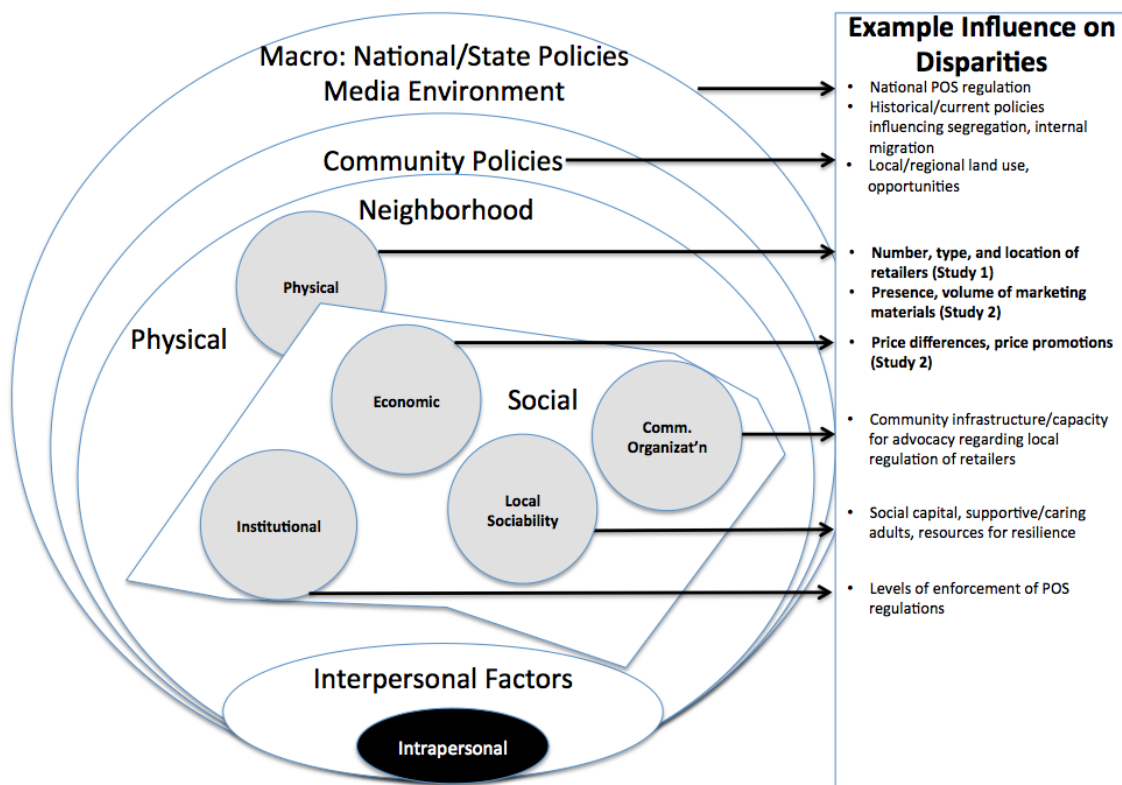 Macro: National/State Policies
Media Environment
Community Policies
Neighborhood
Physical
Physical
Economic
Social
Comm.
Organizat'n
Local
Sociability
Institutional
Interpersonal Factors
Intrapersonal
Example Influence on
Disparities
• National POS regulation
• Historical/current policies
influencing segregation, internal
migration
• Local/regional land use,
opportunities
• Number, type, and location of
retailers (Study 1)
• Presence, volume of marketing
materials (Study 2)
• Price differences, price promotions
(Study 2)
• Community infrastructure/capacity
for advocacy regarding local
regulation of retailers
• Social capital, supportive/caring
adults, resources for resilience
• Levels of enforcement of POS
regulations